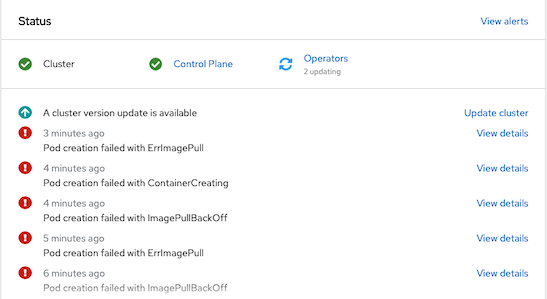 Status View alerts
Cluster Control Plane Operators
2 updating
A cluster version update is available Update cluster
3 minutes ago View details
Pod creation failed with ErrImagePull
4 minutes ago View details
Pod creation failed with ContainerCreating
4 minutes ago View details
Pod creation failed with ImagePullBackOff
5 minutes ago View details
Pod creation failed with ErrImagePull
6 minutes ago View details
Pod creation failed with ImagePullBackOff